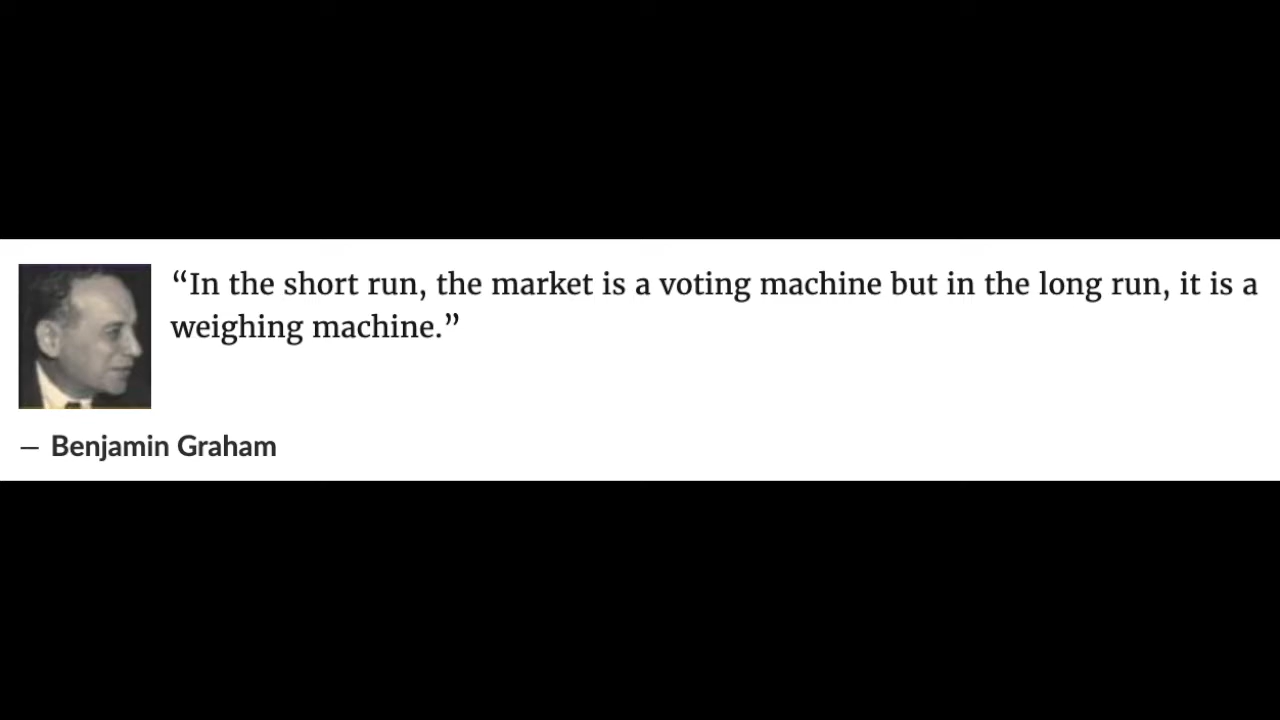 “In the short run, the market is a voting machine but in the long run, it is a
weighing machine.”
— Benjamin Graham